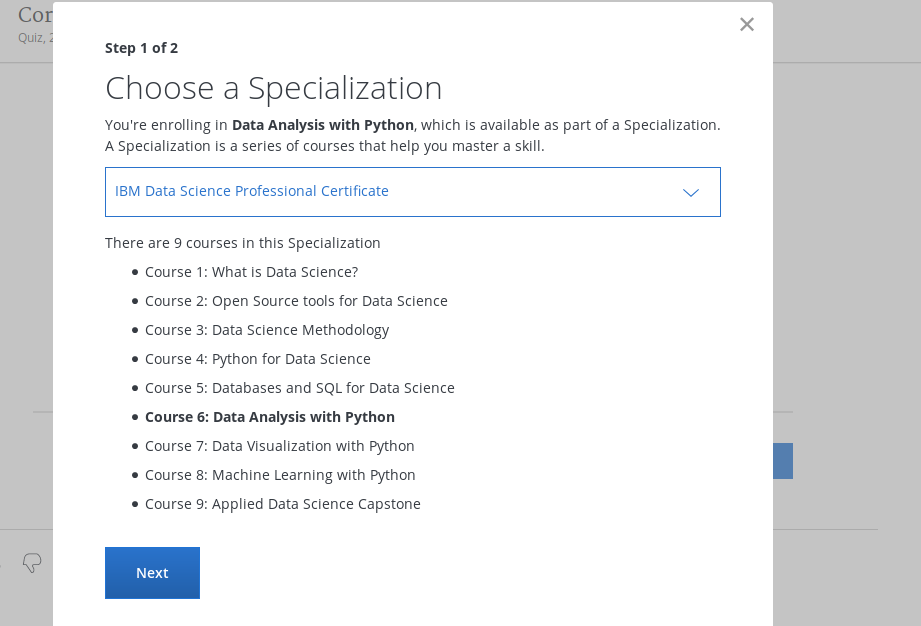 Step 1 of 2
Choose a Specialization
You're enrolling in Data Analysis with Python, which is available as part of a Specialization.
A Specialization is a series of courses that help you master a skill.
IBM Data Science Professional Certificate
There are 9 courses in this Specialization
Course 1: What is Data Science?
Course 2: Open Source tools for Data Science
Course 3: Data Science Methodology
Course 4: Python for Data Science
Course 5: Databases and SQL for Data Science
Course 6: Data Analysis with Python
Course 7: Data Visualization with Python
Course 8: Machine Learning with Python
Course 9: Applied Data Science Capstone
Next
Cor
Quiz, 2